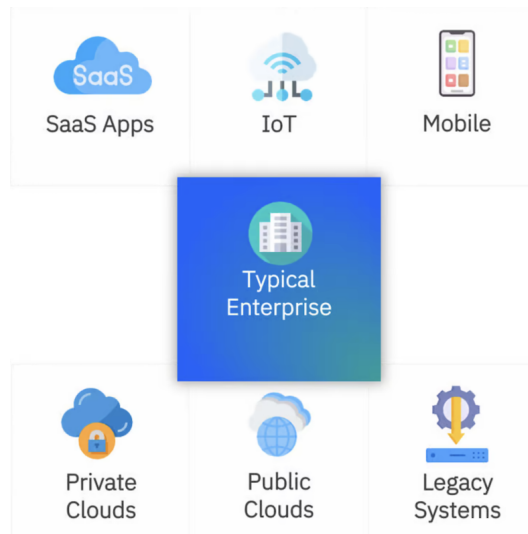 SaaS
SaaS Apps
IoT
Mobile
Typical
Enterprise
Private
Clouds
Public
Clouds
Legacy
Systems